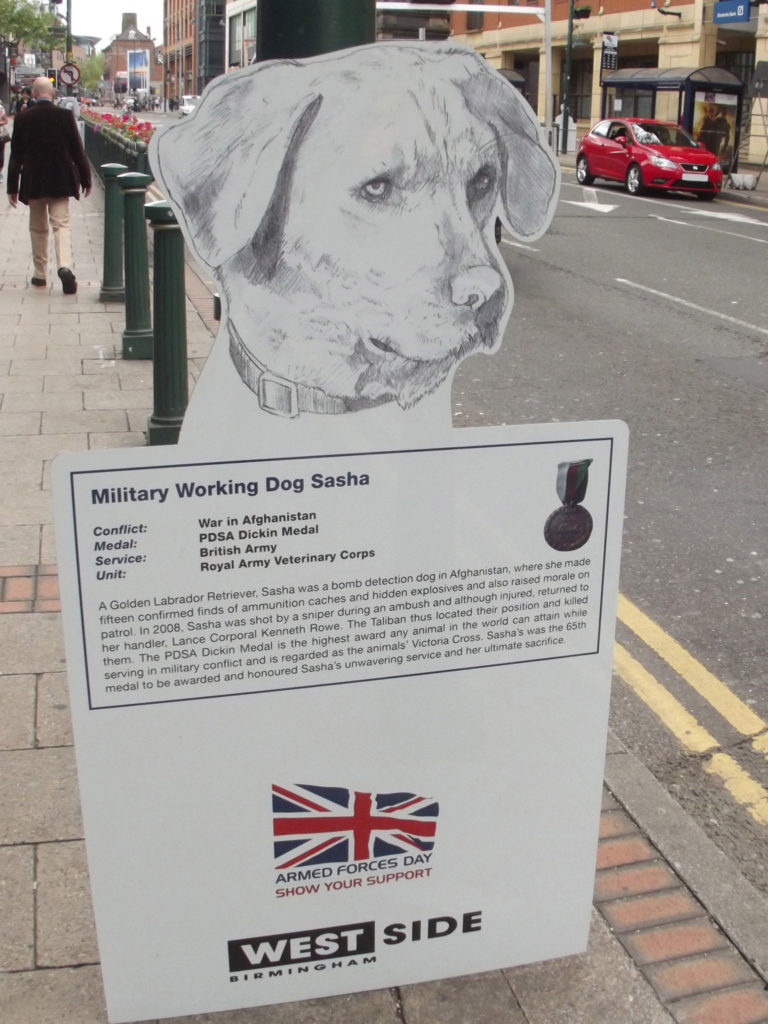 Military Working Dog Sasha
Conflict: War in Afghanistan
Medal: PDSA Dickin Medal
Service: British Army
Unit: Royal Army Veterinary Corps
A Golden Labrador Retriever, Sasha was a bomb detection dog in Afghanistan, where she made
fifteen confirmed finds of ammunition caches and hidden explosives and also raised morale on
patrol. In 2008, Sasha was shot by a sniper during an ambush and although injured, returned to
her handler, Lance Corporal Kenneth Rowe. The Taliban thus located their position and killed
them. The PDSA Dickin Medal is the highest award any animal in the world can attain while
serving in military conflict and is regarded as the animals' Victoria Cross. Sasha's was the 65th
medal to be awarded and honoured Sasha's unwavering service and her ultimate sacrifice.
ARMED FORCES DAY
SHOW YOUR SUPPORT
WEST SIDE
BIRMINGHAM